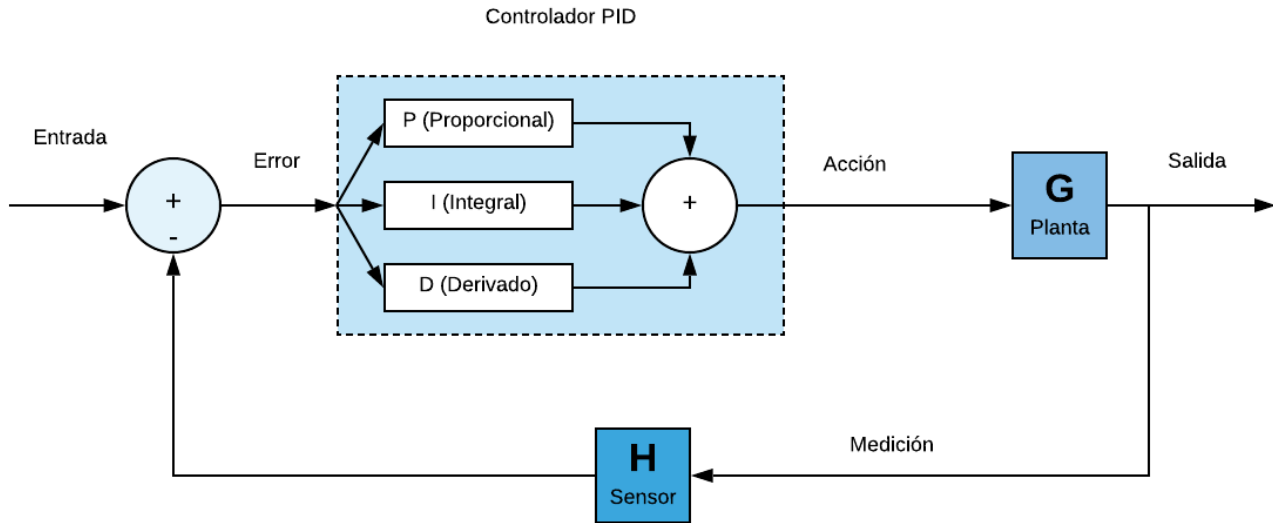 Controlador PID
P (Proporcional)
Entrada
Error
Acción
Salida
+
-
I (Integral)
+
G
Planta
D (Derivado)
Medición
H
Sensor